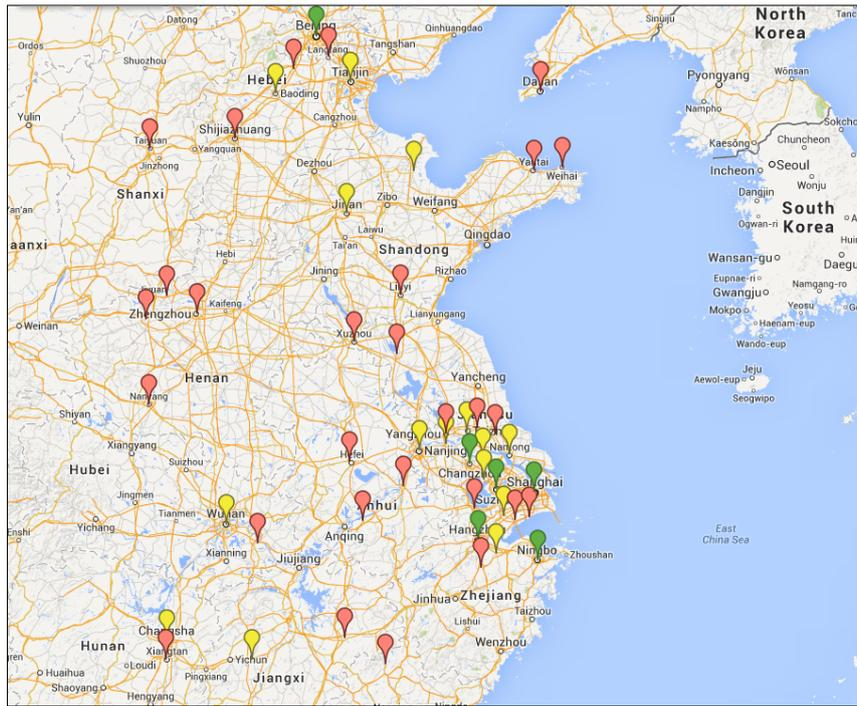 North
Korea
Datong
Beijing
Qinhuangdao
Sinuiju
Ordos
Shuozhou
Langfang
Tangshan
Hebei
Tianjin
Baoding
Dalian
Pyongyang
Wŏnsan
Nampho
Yulin
Shijiazhuang
Cangzhou
Taiyuan
Yangquan
Jinzhong
Kaesŏng
Chuncheon
Sokcho
Dezhou
Yantai
Weihai
Incheon
Seoul
Wonju
Shanxi
Jinan
Zibo
Weifang
Dangjin
South
Korea
Yan'an
Laiwu
Ogwan-ri
Tai'an
Qingdao
Shandong
Hebi
Wansan-gu
Jining
Linyi
Rizhao
Eupnae-ri
Daegu
Namgang-ro
Gwangju
Zhengzhou
Kaifeng
Mokpo
Yeosu
Weinan
Xuzhou
Lianyungang
Haenam-eup
Wando-eup
Henan
Yancheng
Jeju
Aewol-eup
Seogwipo
Nanyang
Shiyan
Jiangsu
Xiangyang
Hefei
Yangzhou
Nanjing
Nantong
Suizhou
Hubei
Changzhou
Shanghai
Jingmen
Tianmen
Wuhan
Anhui
Suzhou
Yichang
Anqing
Hangzhou
Enshi
Xianning
Jiujiang
Ningbo
Zhoushan
East
China Sea
Jinhua
Zhejiang
Taizhou
Changsha
Lishui
Hunan
Xiangtan
Loudi
Yichun
Wenzhou
Huaihua
Pingxiang
Shaoyang
Jiangxi
Hengyang